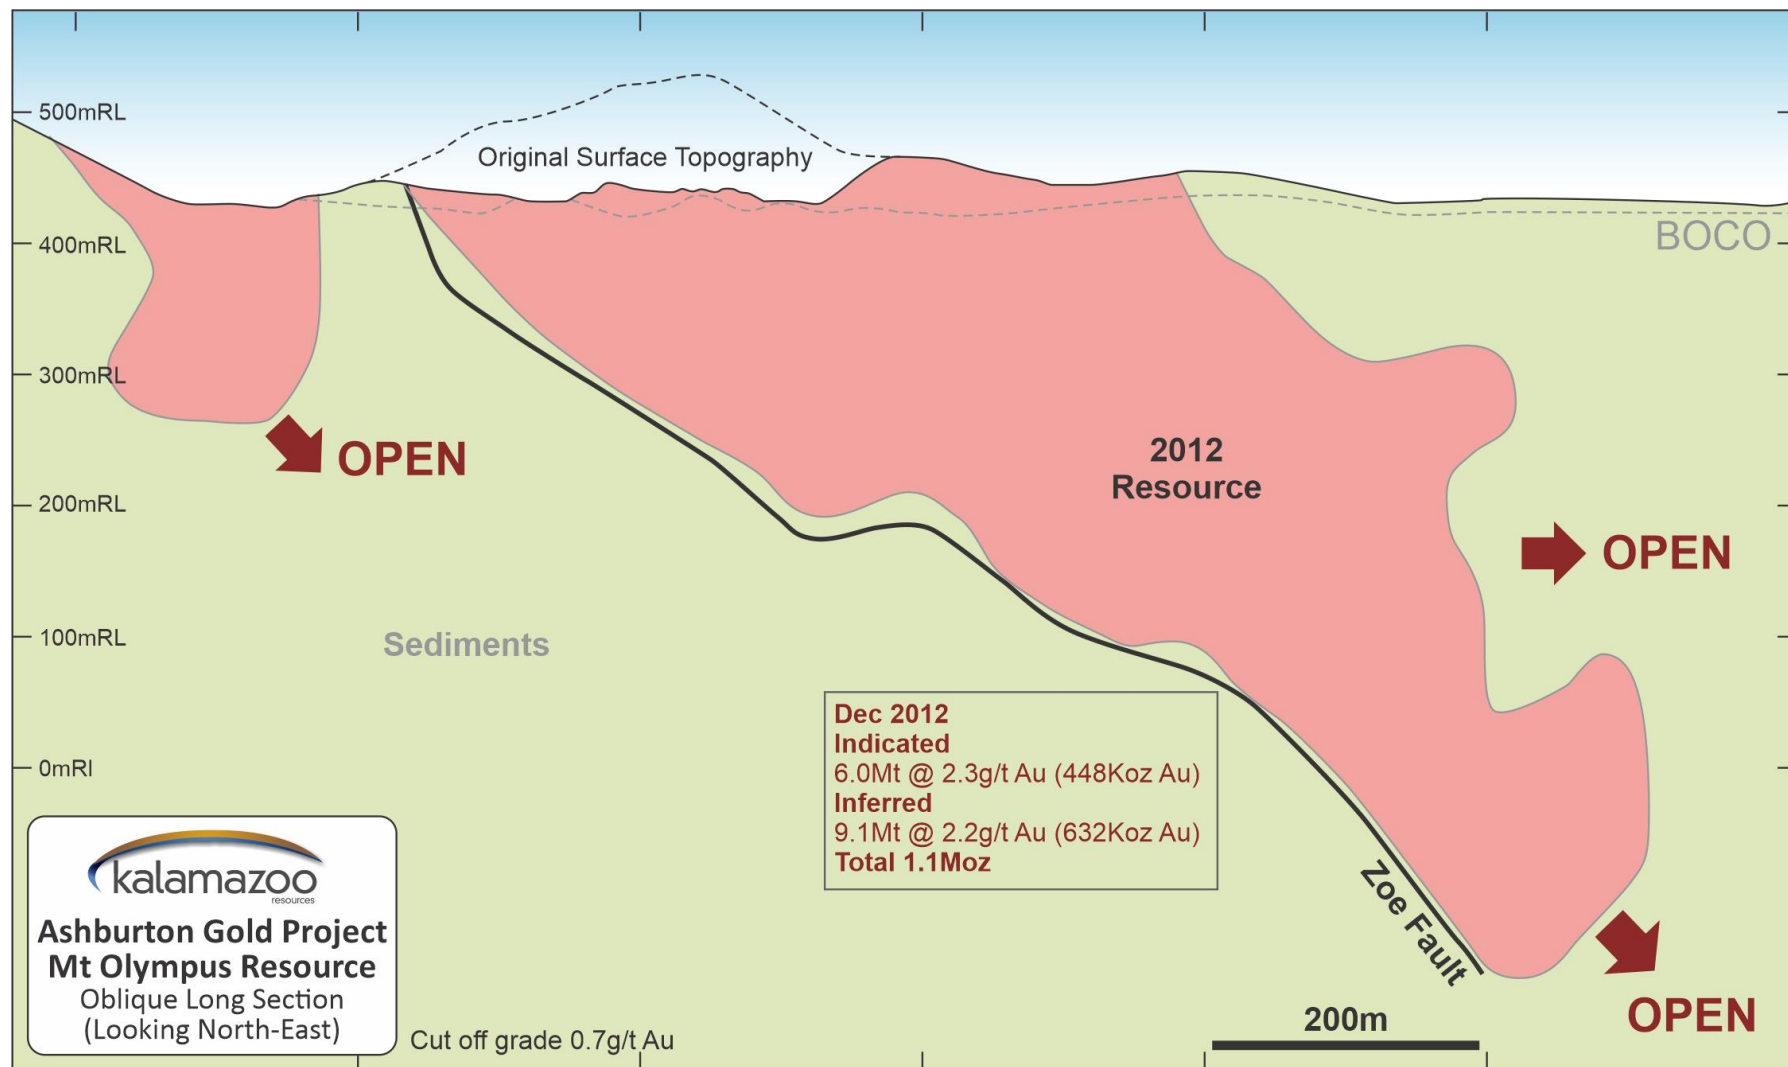 500mRL
Original Surface Topography
400mRL
BOCO
300mRL
OPEN
2012
Resource
200mRL
OPEN
100mRL
Sediments
Dec 2012
Indicated
6.0Mt @ 2.3g/t Au (448Koz Au)
Inferred
9.1Mt @ 2.2g/t Au (632Koz Au)
Total 1.1Moz
0mRl
Zoe Fault
OPEN
kalamazoo
resources
Ashburton Gold Project
Mt Olympus Resource
Oblique Long Section
(Looking North-East)
Cut off grade 0.7g/t Au
200m